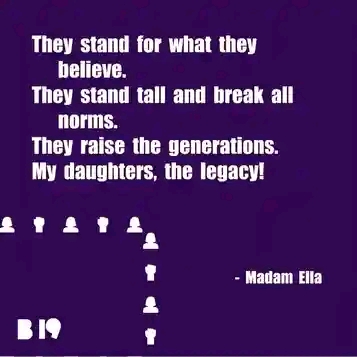 They stand for what they
believe.
They stand tall and break all
norms.
They raise the generations.
My daughters, the legacy!
- Madam Ella
B 19